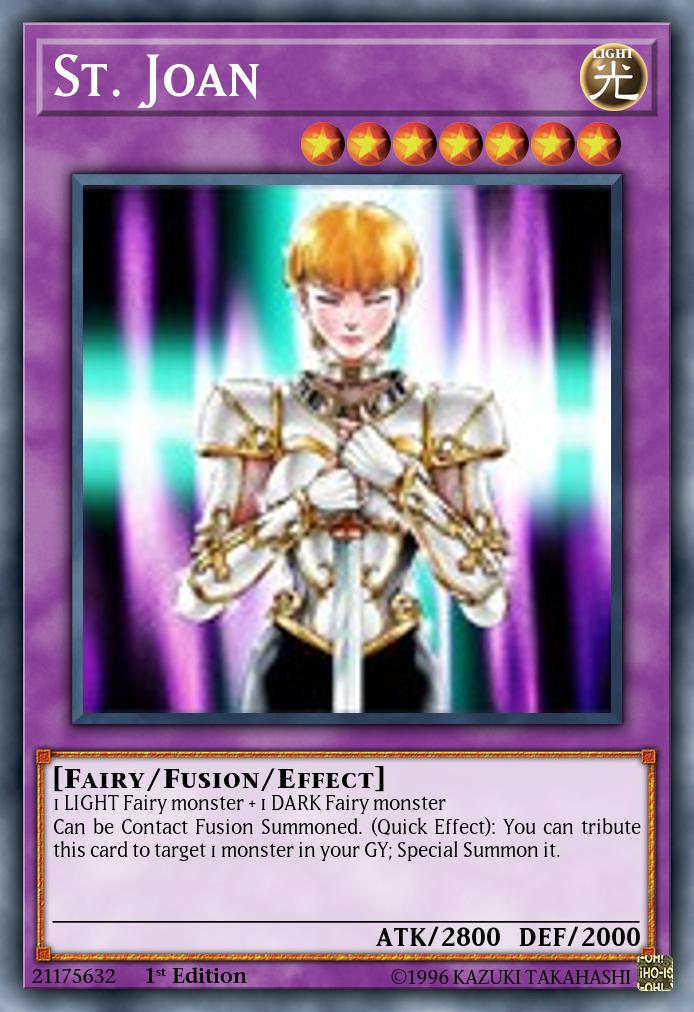 St. Joan
LIGHT
光
[Fairy/Fusion/Effect]
1 LIGHT Fairy monster + 1 DARK Fairy monster
Can be Contact Fusion Summoned. (Quick Effect): You can tribute
this card to target 1 monster in your GY; Special Summon it.
ATK/2800 DEF/2000
21175632 1st Edition ©1996 KAZUKI TAKAHASHI